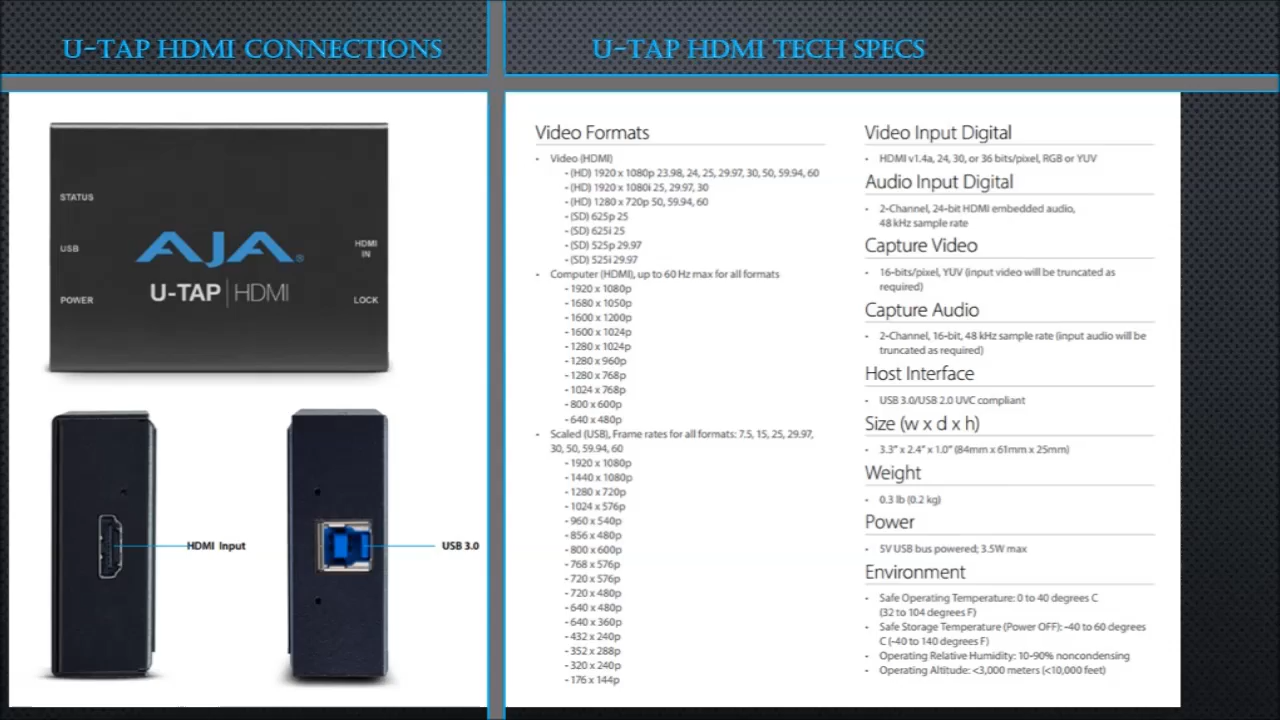 U-TAP HDMI CONNECTIONS
U-TAP HDMI TECH SPECS
STATUS
USB
POWER
AJA®
U-TAP | HDMI
HDMI
IN
LOCK
HDMI Input
USB 3.0
Video Formats
- Video (HDMI)
- (HD) 1920 x 1080p 23.98, 24, 25, 29.97, 30, 50, 59.94, 60
- (HD) 1920 x 1080i 25, 29.97, 30
- (HD) 1280 x 720p 50, 59.94, 60
- (SD) 625p 25
- (SD) 625i 25
- (SD) 525p 29.97
- (SD) 525i 29.97
- Computer (HDMI), up to 60 Hz max for all formats
- 1920 x 1080p
- 1680 x 1050p
- 1600 x 1200p
- 1600 x 1024p
- 1280 x 1024p
- 1280 x 960p
- 1280 x 768p
- 1024 x 768p
- 800 x 600p
- 640 x 480p
- Scaled (USB), Frame rates for all formats: 7.5, 15, 25, 29.97,
30, 50, 59.94, 60
- 1920 x 1080p
- 1440 x 1080p
- 1280 x 720p
- 1024 x 576p
- 960 x 540p
- 856 x 480p
- 800 x 600p
- 768 x 576p
- 720 x 576p
- 720 x 480p
- 640 x 480p
- 640 x 360p
- 432 x 240p
- 352 x 288p
- 320 x 240p
- 176 x 144p
Video Input Digital
- HDMI v1.4a, 24, 30, or 36 bits/pixel, RGB or YUV
Audio Input Digital
- 2-Channel, 24-bit HDMI embedded audio,
48 kHz sample rate
Capture Video
- 16-bits/pixel, YUV (input video will be truncated as
required)
Capture Audio
- 2-Channel, 16-bit, 48 kHz sample rate (input audio will be
truncated as required)
Host Interface
- USB 3.0/USB 2.0 UVC compliant
Size (w x d x h)
- 3.3" x 2.4" x 1.0" (84mm x 61mm x 25mm)
Weight
- 0.3 lb (0.2 kg)
Power
- 5V USB bus powered; 3.5W max
Environment
- Safe Operating Temperature: 0 to 40 degrees C
(32 to 104 degrees F)
- Safe Storage Temperature (Power OFF): -40 to 60 degrees
C (-40 to 140 degrees F)
- Operating Relative Humidity: 10-90% noncondensing
- Operating Altitude: <3,000 meters (<10,000 feet)